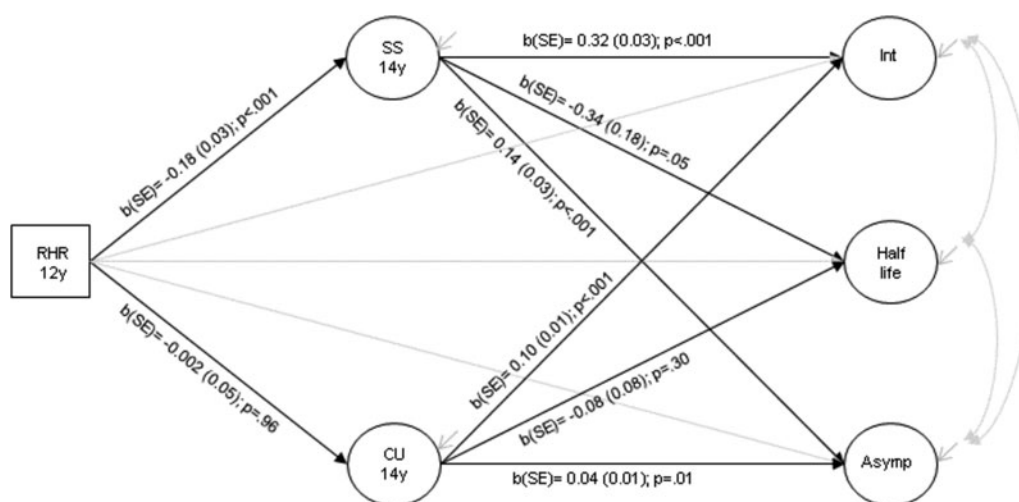 SS
14y
b(SE)= 0.32 (0.03); p<.001
Int
b(SE)= -0.18 (0.03); p<.001
b(SE)= -0.34 (0.18); p=.05
b(SE)= 0.14 (0.03); p<.001
RHR
12y
Half
life
b(SE)= -0.002 (0.05); p=.96
b(SE)= 0.10 (0.01); p<.001
b(SE)= -0.08 (0.08); p=.30
CU
14y
b(SE)= 0.04 (0.01); p=.01
Asymp